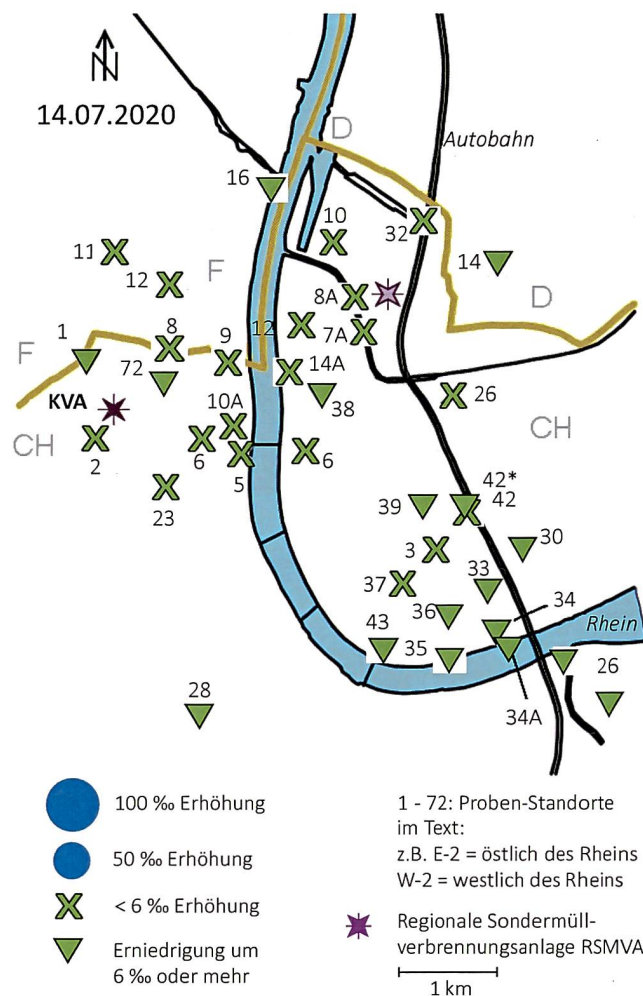 N
14.07.2020
D
Autobahn
16
10
32
11
F
14
12
8A
D
12
7A
1
8
9
F
72
14A
38
26
KVA
10A
CH
CH
2
6
5
6
23
42*
39
42
30
3
33
37
36
34
43
35
Rhein
26
34A
28
100 ‰ Erhöhung
50 ‰ Erhöhung
< 6 ‰ Erhöhung
Erniedrigung um
6 ‰ oder mehr
1 - 72: Proben-Standorte
im Text:
z.B. E-2 = östlich des Rheins
W-2 = westlich des Rheins
Regionale Sondermüll-
verbrennungsanlage RSMVA
1 km